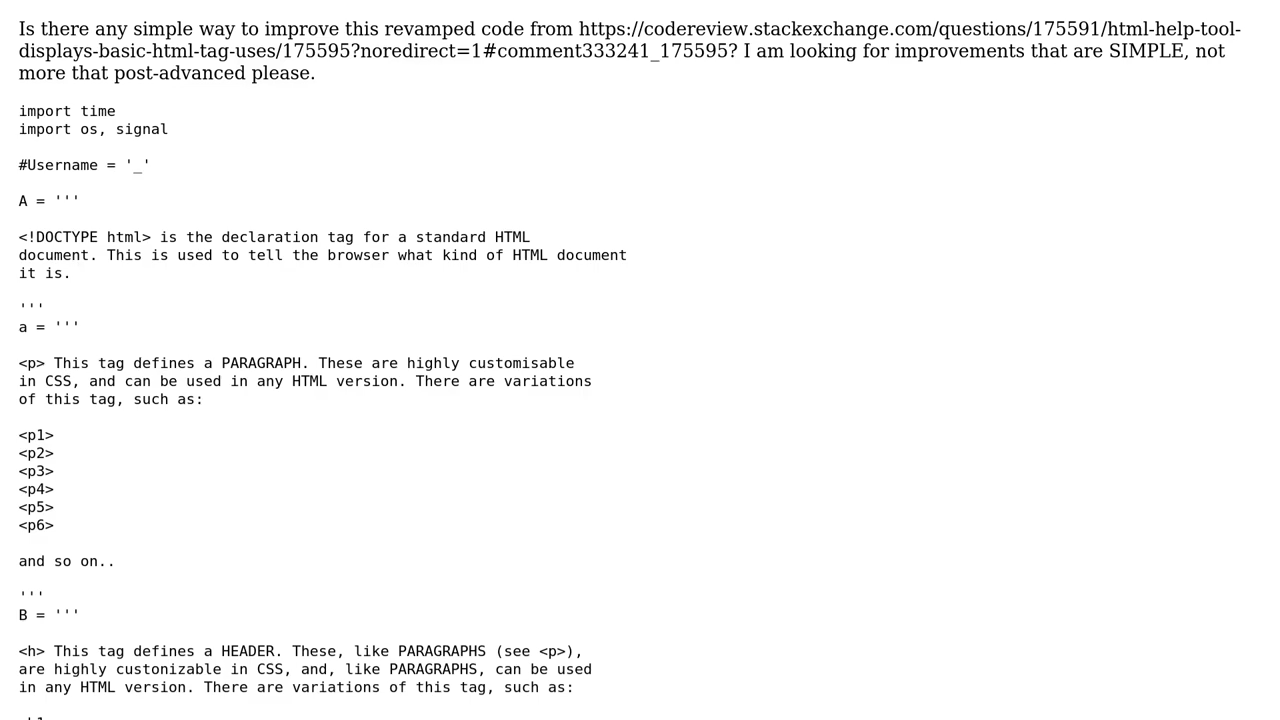 Is there any simple way to improve this revamped code from https://codereview.stackexchange.com/questions/175591/html-help-tool-
displays-basic-html-tag-uses/175595?noredirect=1#comment333241_175595? I am looking for improvements that are SIMPLE, not
more that post-advanced please.
import time
import os, signal
#Username = '_'
A = '''
<!DOCTYPE html> is the declaration tag for a standard HTML
document. This is used to tell the browser what kind of HTML document
it is.
'''
a = '''
<p> This tag defines a PARAGRAPH. These are highly customisable
in CSS, and can be used in any HTML version. There are variations
of this tag, such as:
<p1>
<p2>
<p3>
<p4>
<p5>
<p6>
and so on..
'''
B = '''
<h> This tag defines a HEADER. These, like PARAGRAPHS (see <p>),
are highly custonizable in CSS, and, like PARAGRAPHS, can be used
in any HTML version. There are variations of this tag, such as: